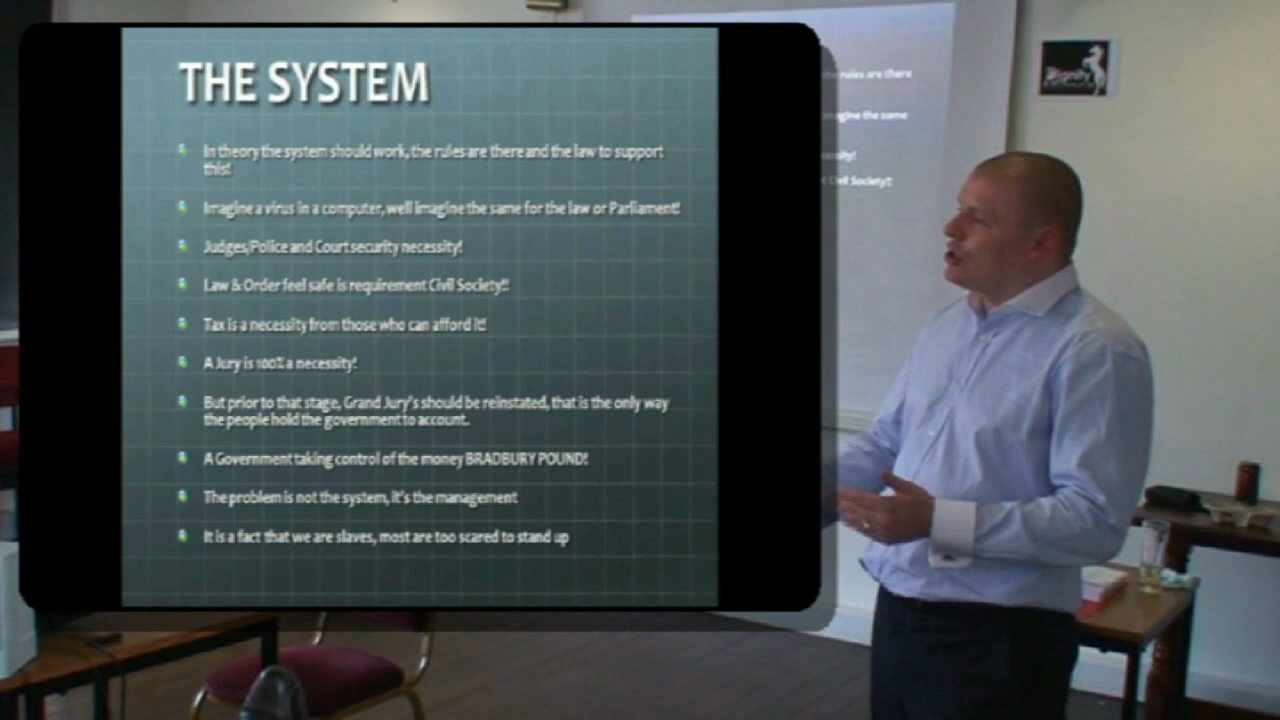 THE SYSTEM
In theory the system should work, the rules are there and the law to support
this!
Imagine a virus in a computer, well imagine the same for the law or Parliament!
Judges/Police and Court security necessity!
Law & Order feel safe is requirement Civil Society!!
Tax is a necessity from those who can afford it!
A Jury is 100% a necessity!
But prior to that stage, Grand Jury's should be reinstated, that is the only way
the people hold the government to account.
A Government taking control of the money BRADBURY POUND!
The problem is not the system, it's the management
It is a fact that we are slaves, most are too scared to stand up
rules are there
the same
Civil Society!!